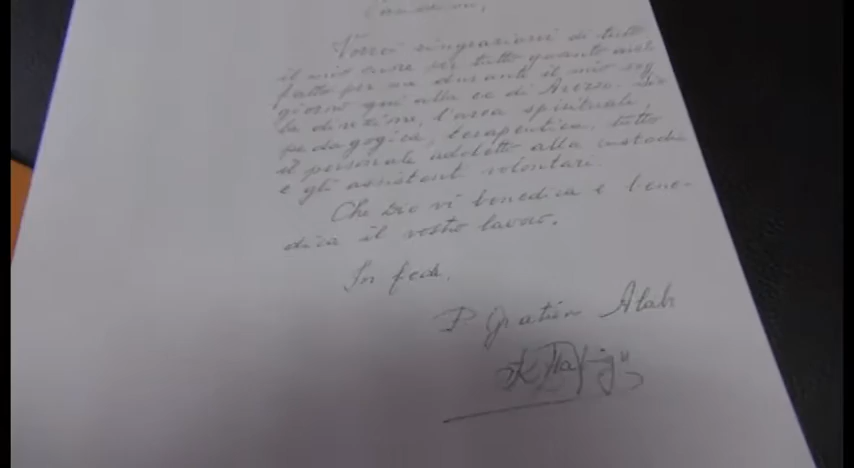 Vorrei ringraziarvi di tutto
il mio cuore per tutto quanto avete
fatto per me duranti il mio sog
giorno qui alla cc di Arezzo.
la direzione, l'area spirituale,
pedagogica, terapeutica, tutto
il personale addetto alla custodia
e gli assistenti volontari.
Che Dio vi benedica e bene-
dica il vostro lavoro.
In fede.
P Gratien Alabi